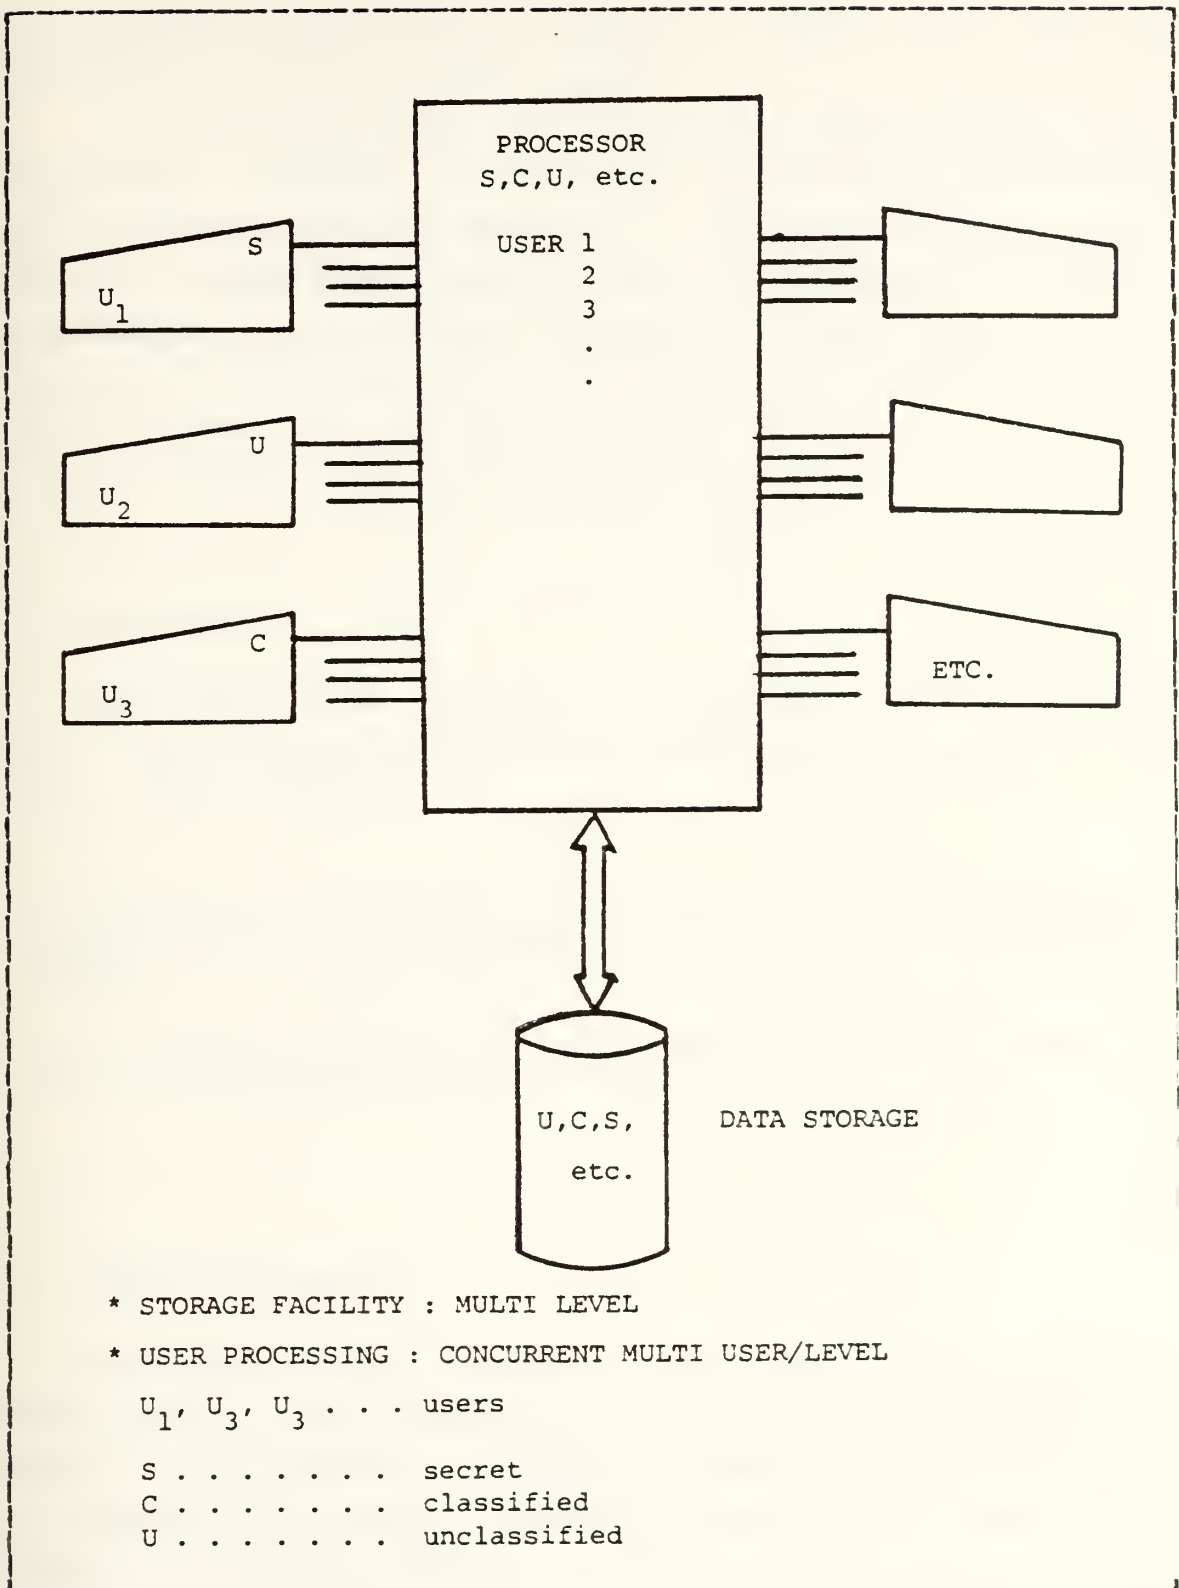 PROCESSOR
S,C,U, etc.
USER 1
2
3
.
.
S
U₁
U
U₂
C
U₃
ETC.
U,C,S,
etc.
DATA STORAGE
* STORAGE FACILITY : MULTI LEVEL
* USER PROCESSING : CONCURRENT MULTI USER/LEVEL
U₁, U₃, U₃ . . . users
S . . . . . . . secret
C . . . . . . . classified
U . . . . . . . unclassified